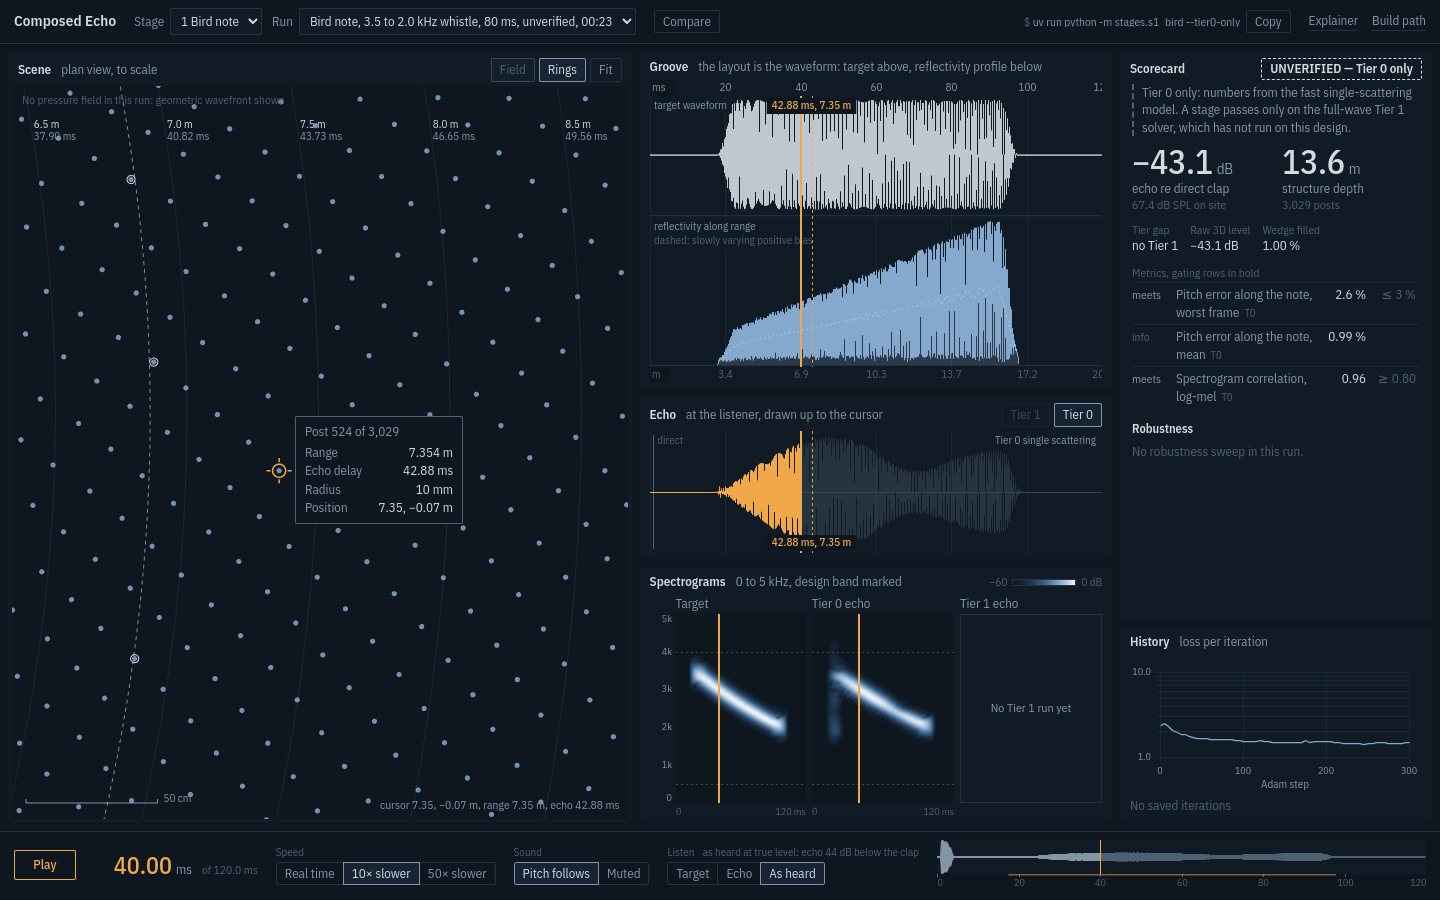 Composed Echo Stage 1 Bird note Run Bird note, 3.5 to 2.0 kHz whistle, 80 ms, unverified, 00:23 Compare $ uv run python -m stages.s1_bird --tier0-only Copy Explainer Build path
Scene plan view, to scale Field Rings Fit
No pressure field in this run: geometric wavefront shown
6.5 m 7.0 m 7.5 m 8.0 m 8.5 m
37.90 ms 40.82 ms 43.73 ms 46.65 ms 49.56 ms
Post 524 of 3,029
Range 7.354 m
Echo delay 42.88 ms
Radius 10 mm
Position 7.35, −0.07 m
50 cm
cursor 7.35, −0.07 m, range 7.35 m, echo 42.88 ms
Groove the layout is the waveform: target above, reflectivity profile below
ms 20 40 60 80 100 12
target waveform 42.88 ms, 7.35 m
reflectivity along range
dashed: slowly varying positive bias
m 3.4 6.9 10.3 13.7 17.2 20
Echo at the listener, drawn up to the cursor Tier 1 Tier 0
direct Tier 0 single scattering
42.88 ms, 7.35 m
Spectrograms 0 to 5 kHz, design band marked −60 0 dB
Target Tier 0 echo Tier 1 echo
5k
4k
3k
2k
1k
0
No Tier 1 run yet
0 120 ms 0 120 ms
Scorecard UNVERIFIED — Tier 0 only
Tier 0 only: numbers from the fast single-scattering
model. A stage passes only on the full-wave Tier 1
solver, which has not run on this design.
−43.1 dB 13.6 m
echo re direct clap structure depth
67.4 dB SPL on site 3,029 posts
Tier gap Raw 3D level Wedge filled
no Tier 1 −43.1 dB 1.00 %
Metrics, gating rows in bold
meets Pitch error along the note, 2.6 % ≤ 3 %
worst frame T0
info Pitch error along the note, 0.99 %
mean T0
meets Spectrogram correlation, 0.96 ≥ 0.80
log-mel T0
Robustness
No robustness sweep in this run.
History loss per iteration
10.0
1.0
0 100 200 300
Adam step
No saved iterations
Play 40.00 ms of 120.0 ms
Speed
Real time 10× slower 50× slower
Sound
Pitch follows Muted
Listen as heard at true level: echo 44 dB below the clap
Target Echo As heard
0 20 40 60 80 100 120